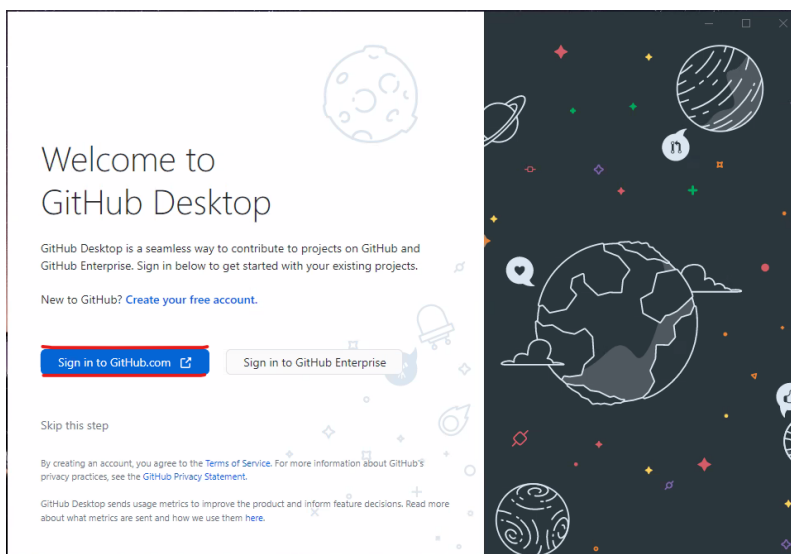 Welcome to
GitHub Desktop
GitHub Desktop is a seamless way to contribute to projects on GitHub and
GitHub Enterprise. Sign in below to get started with your existing projects.
New to GitHub? Create your free account.
Sign in to GitHub.com
Sign in to GitHub Enterprise
Skip this step
By creating an account, you agree to the Terms of Service. For more information about GitHub's
privacy practices, see the GitHub Privacy Statement.
GitHub Desktop sends usage metrics to improve the product and inform feature decisions. Read more
about what metrics are sent and how we use them here.